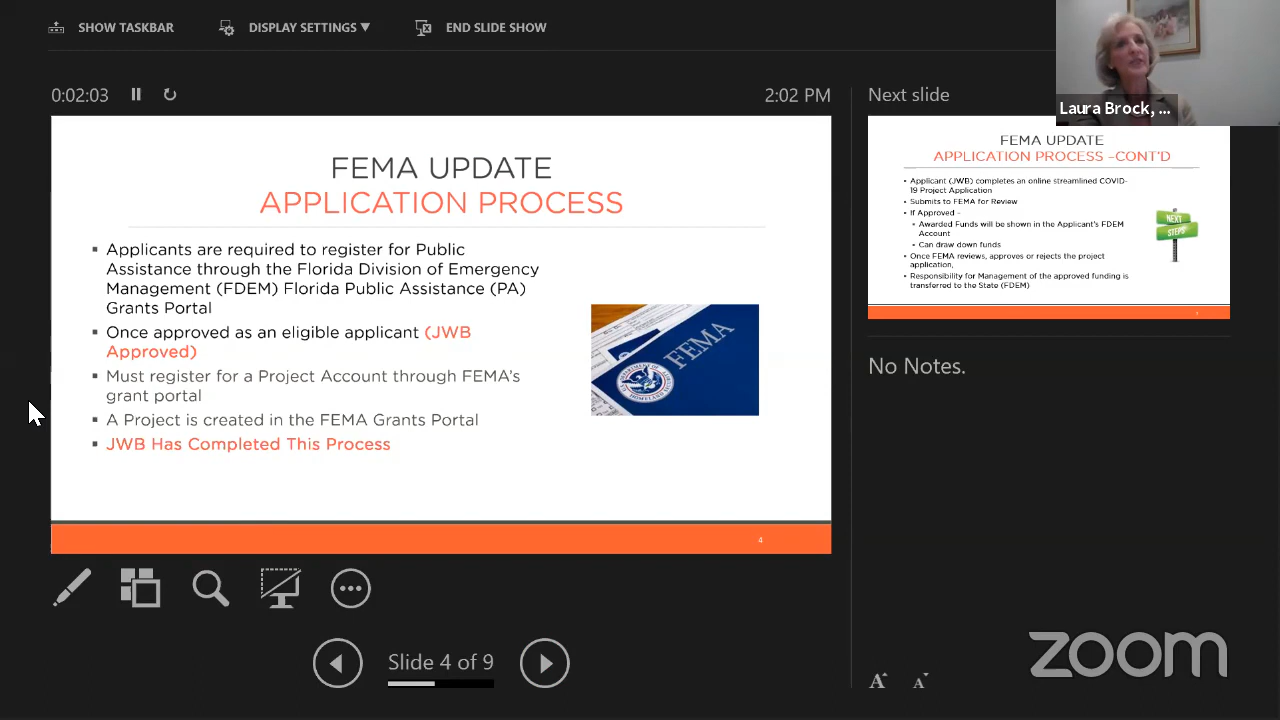 SHOW TASKBAR
DISPLAY SETTINGS ▼
END SLIDE SHOW
Laura Brock, ...
0:02:03
2:02 PM
Next slide
FEMA UPDATE
APPLICATION PROCESS
▪ Applicants are required to register for Public
Assistance through the Florida Division of Emergency
Management (FDEM) Florida Public Assistance (PA)
Grants Portal
▪ Once approved as an eligible applicant (JWB
Approved)
▪ Must register for a Project Account through FEMA's
grant portal
▪ A Project is created in the FEMA Grants Portal
▪ JWB Has Completed This Process
FEMA
4
FEMA UPDATE
APPLICATION PROCESS –CONT'D
• Applicant (JWB) completes an online streamlined COVID-
19 Project Application
• Submits to FEMA for Review
• If Approved –
• Awarded Funds will be shown in the Applicant's FDEM
Account
• Can draw down funds
• Once FEMA reviews, approves or rejects the project
application,
• Responsibility for Management of the approved funding is
transferred to the State (FDEM)
NEXT
STEPS
No Notes.
Slide 4 of 9
A A
zoom